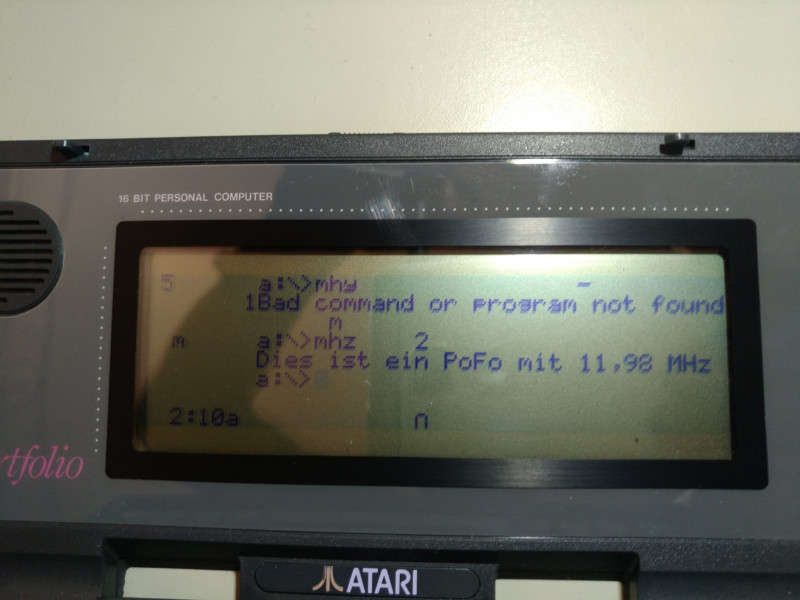 16 BIT PERSONAL COMPUTER
5 a:\>mhy
1Bad command or program not found
m
m a:\>mhz 2
Dies ist ein PoFo mit 11,98 MHz
a:\>
2:10a n
rtfolio
ATARI